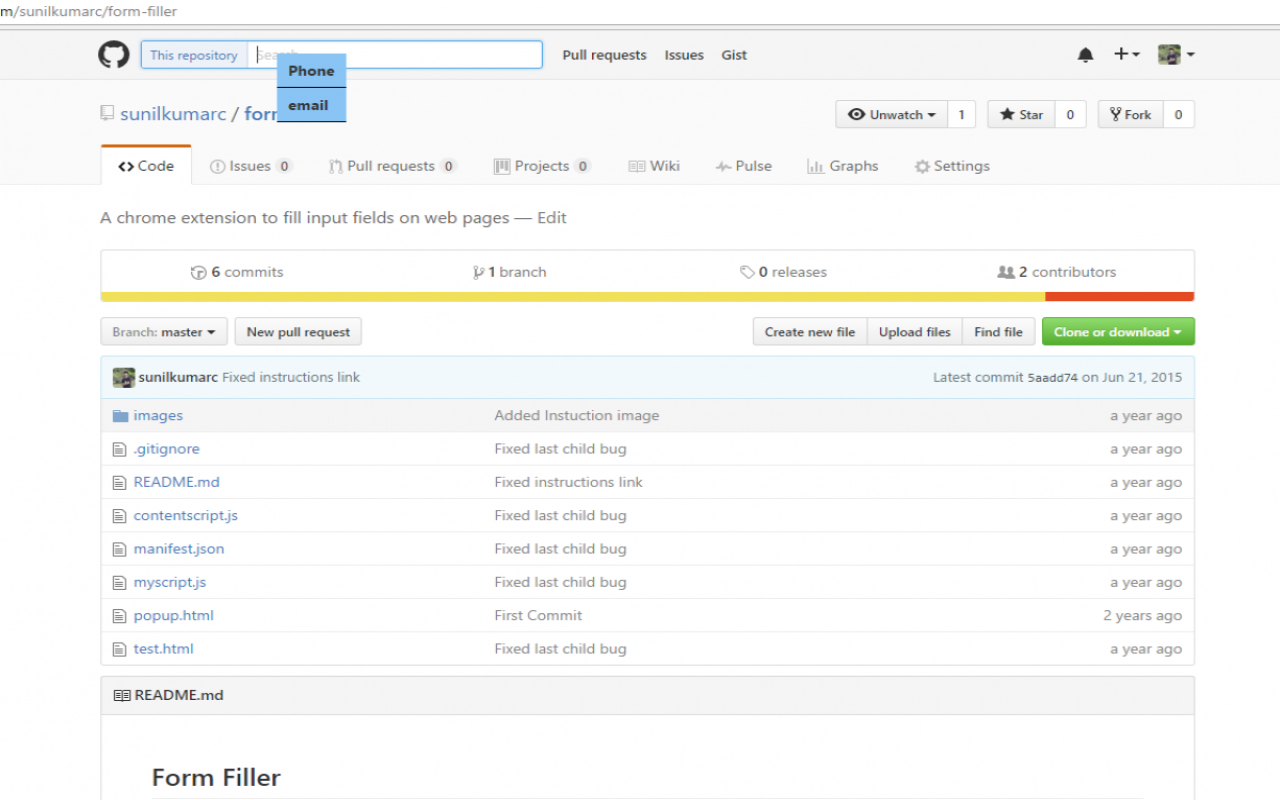 m/sunilkumarc/form-filler
This repository Search Pull requests Issues Gist
Phone
email
sunilkumarc / form
Unwatch 1 Star 0 Fork 0
Code Issues 0 Pull requests 0 Projects 0 Wiki Pulse Graphs Settings
A chrome extension to fill input fields on web pages — Edit
6 commits 1 branch 0 releases 2 contributors
Branch: master New pull request Create new file Upload files Find file Clone or download
sunilkumarc Fixed instructions link Latest commit 5aadd74 on Jun 21, 2015
images Added Instuction image a year ago
.gitignore Fixed last child bug a year ago
README.md Fixed instructions link a year ago
contentscript.js Fixed last child bug a year ago
manifest.json Fixed last child bug a year ago
myscript.js Fixed last child bug a year ago
popup.html First Commit 2 years ago
test.html Fixed last child bug a year ago
README.md
Form Filler